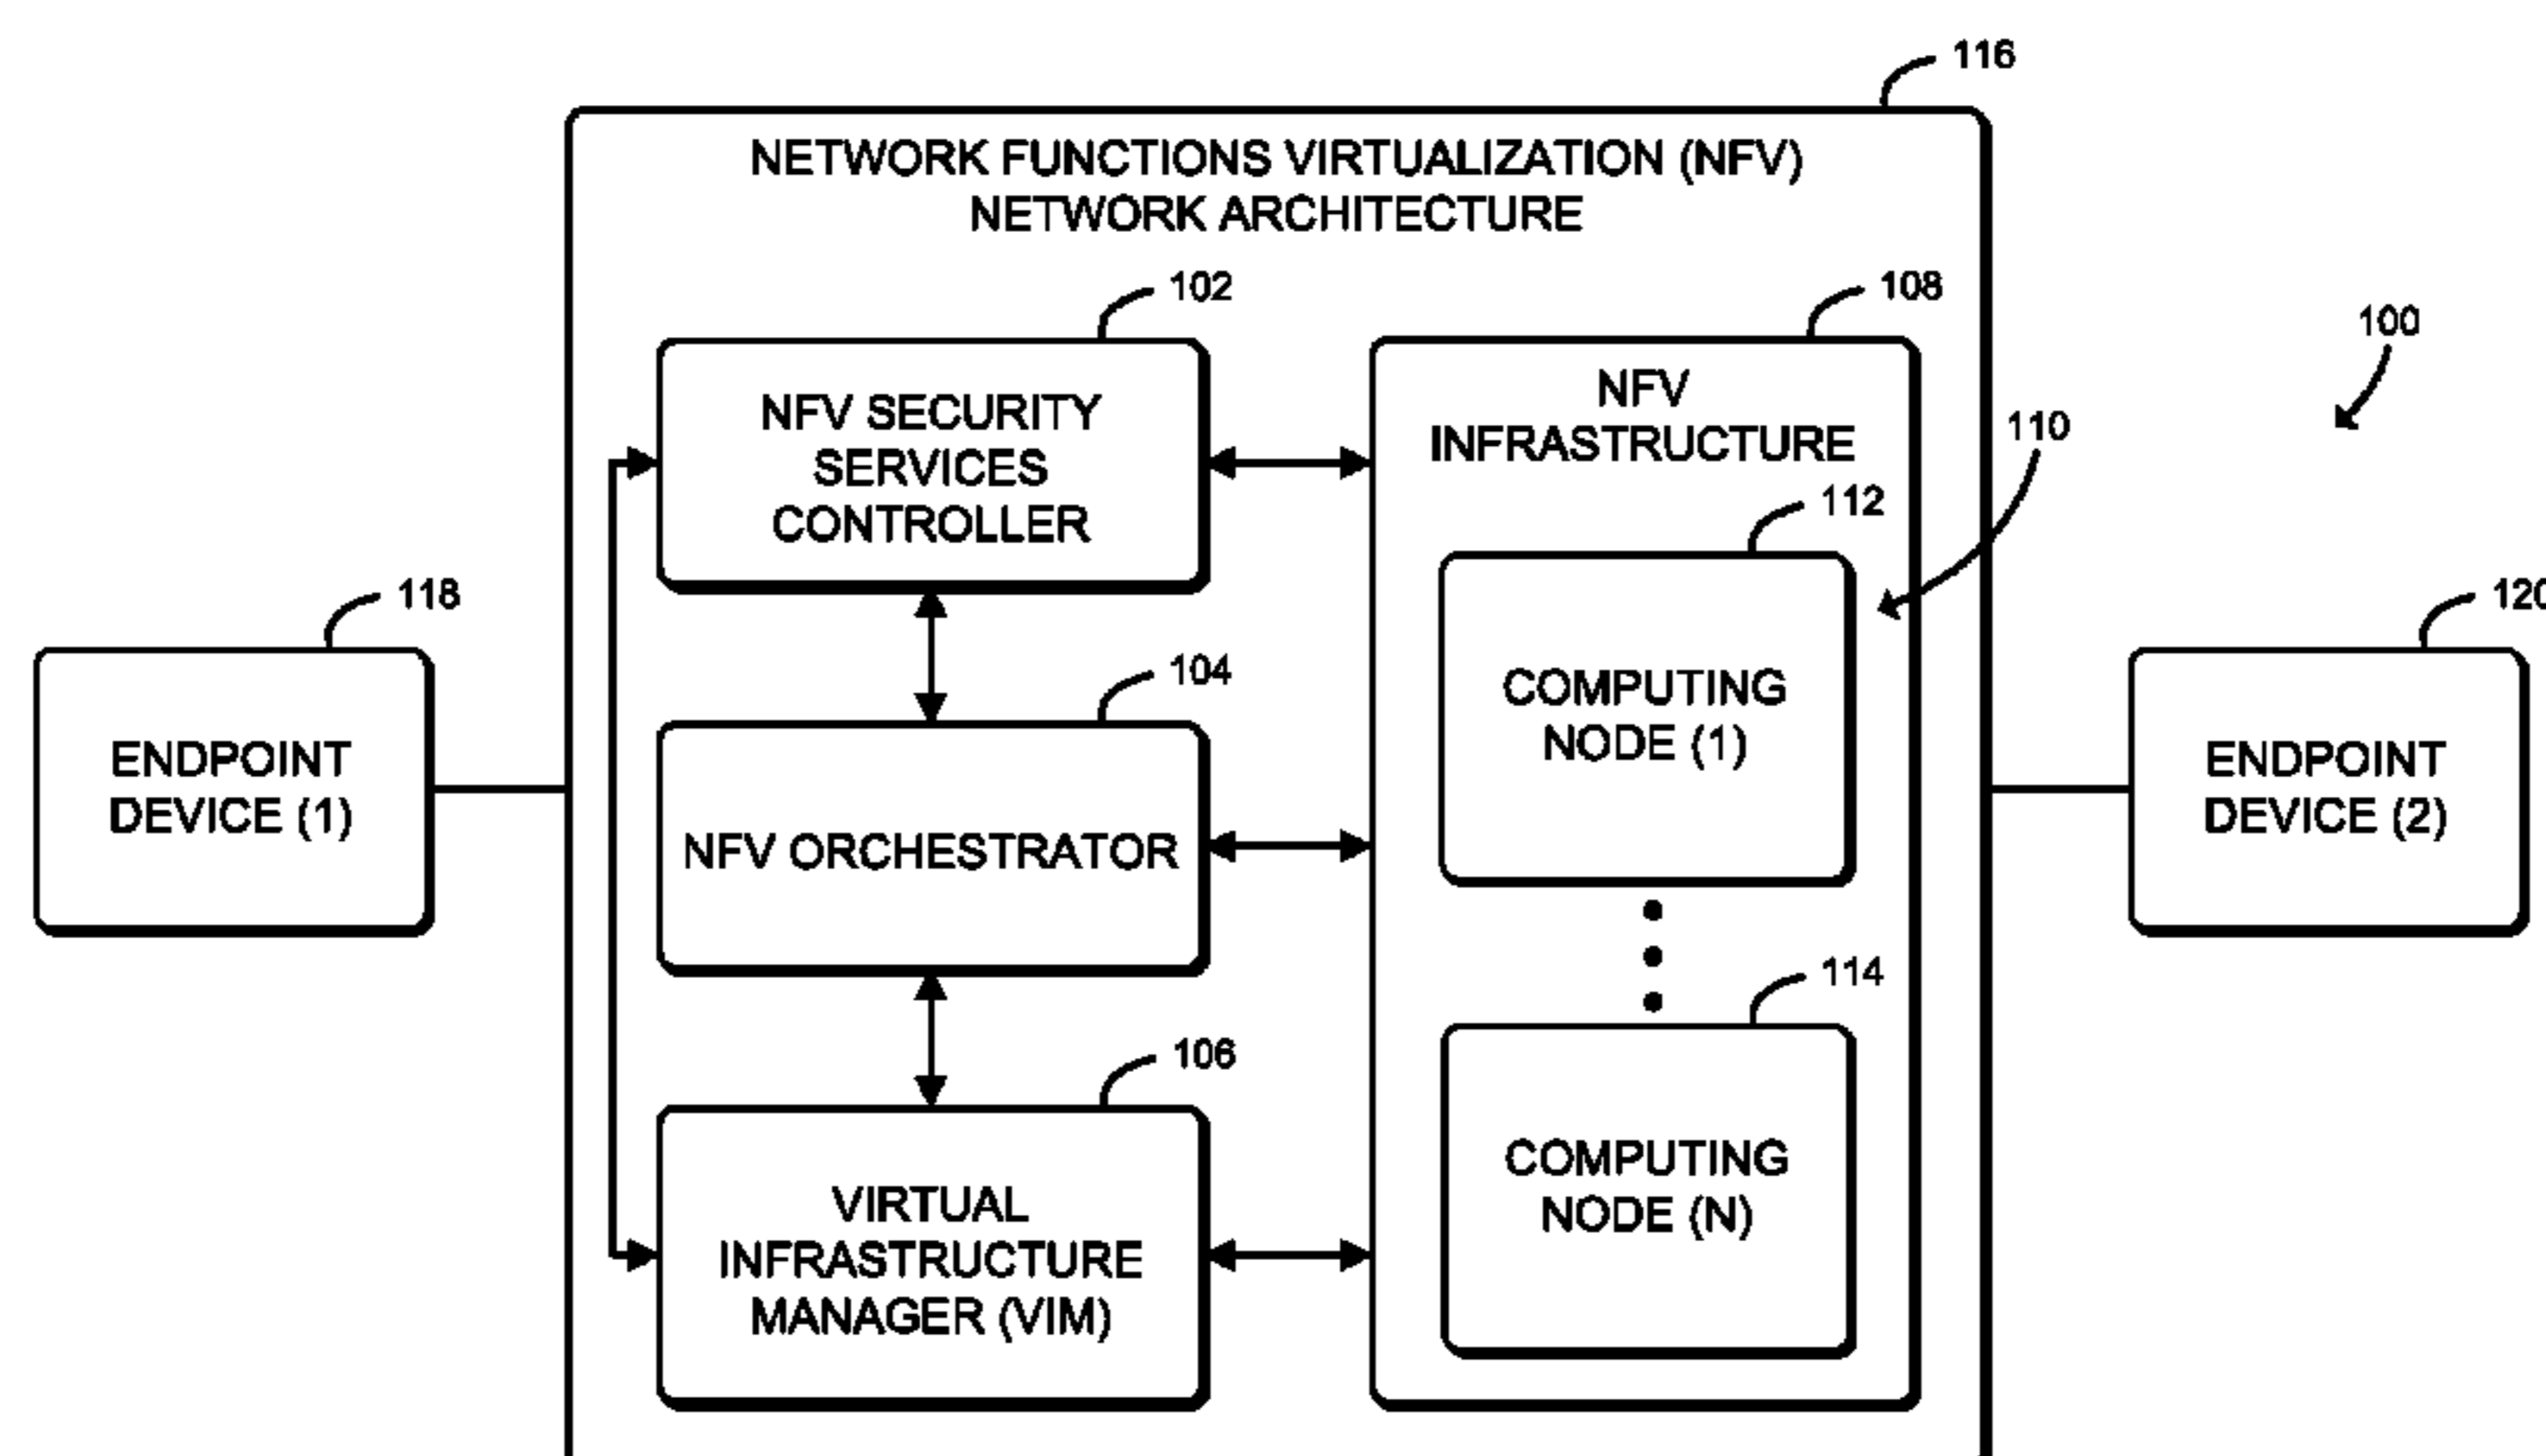 116
NETWORK FUNCTIONS VIRTUALIZATION (NFV)
NETWORK ARCHITECTURE
102
108
100
NFV SECURITY
SERVICES
CONTROLLER
NFV
INFRASTRUCTURE
110
112
118
120
104
COMPUTING
NODE (1)
ENDPOINT
DEVICE (1)
NFV ORCHESTRATOR
ENDPOINT
DEVICE (2)
114
106
VIRTUAL
INFRASTRUCTURE
MANAGER (VIM)
COMPUTING
NODE (N)